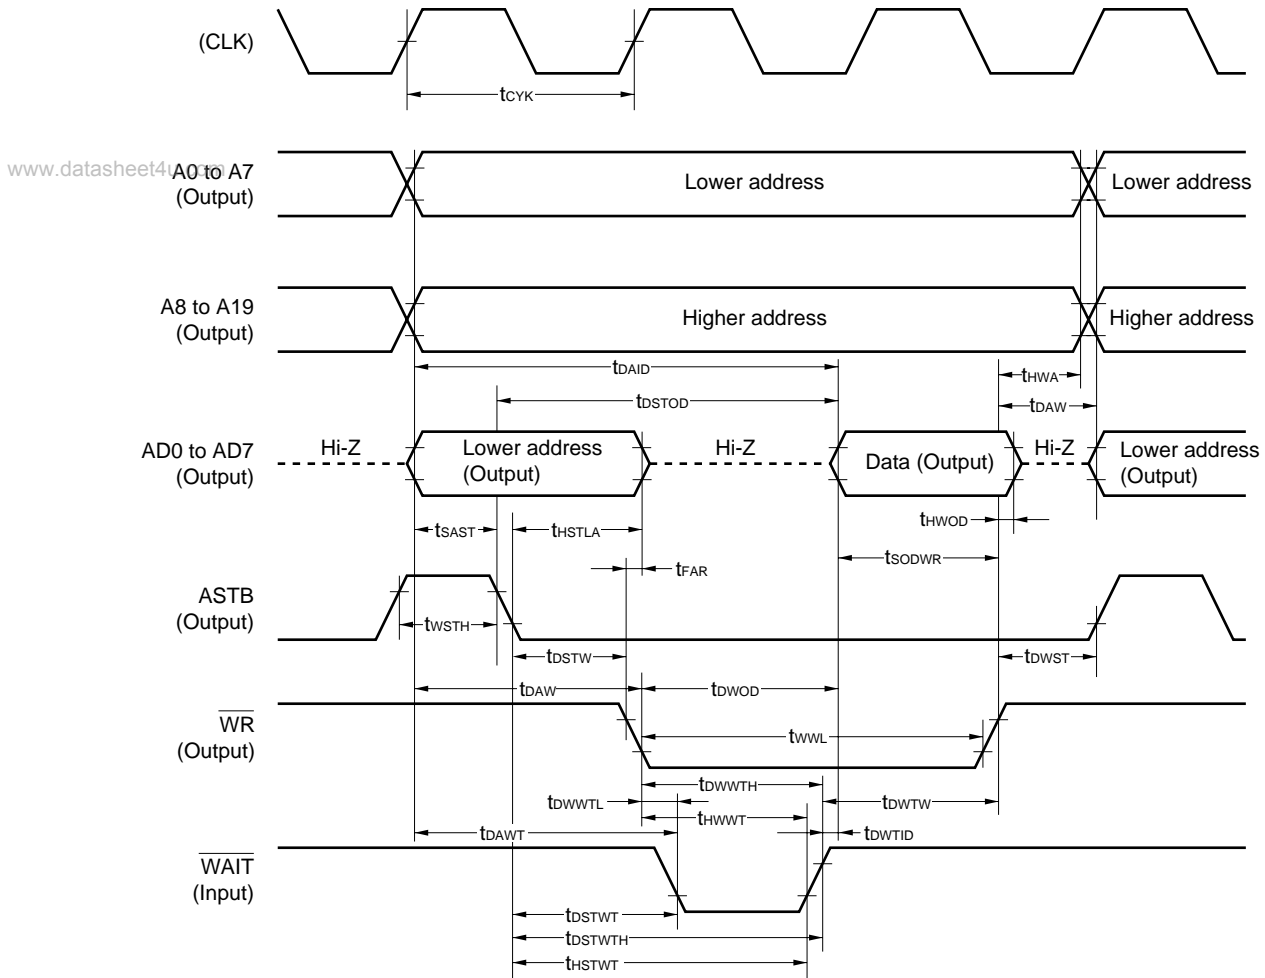 (CLK)
tCYK
www.datasheet4u.com
A0 to A7
(Output)
Lower address
Lower address
A8 to A19
(Output)
Higher address
Higher address
tDAID
tHWA
tDSTOD
tDAW
AD0 to AD7
(Output)
Hi-Z
Lower address
(Output)
Hi-Z
Data (Output)
Hi-Z
Lower address
(Output)
tSAST
tHSTLA
tHWOD
tSODWR
tFAR
ASTB
(Output)
tWSTH
tDSTW
tDWST
tDAW
tDWOD
WR
(Output)
tWWL
tDWWTH
tDWWTL
tDWTW
tHWWT
tDAWT
tDWTID
WAIT
(Input)
tDSTWT
tDSTWTH
tHSTWT